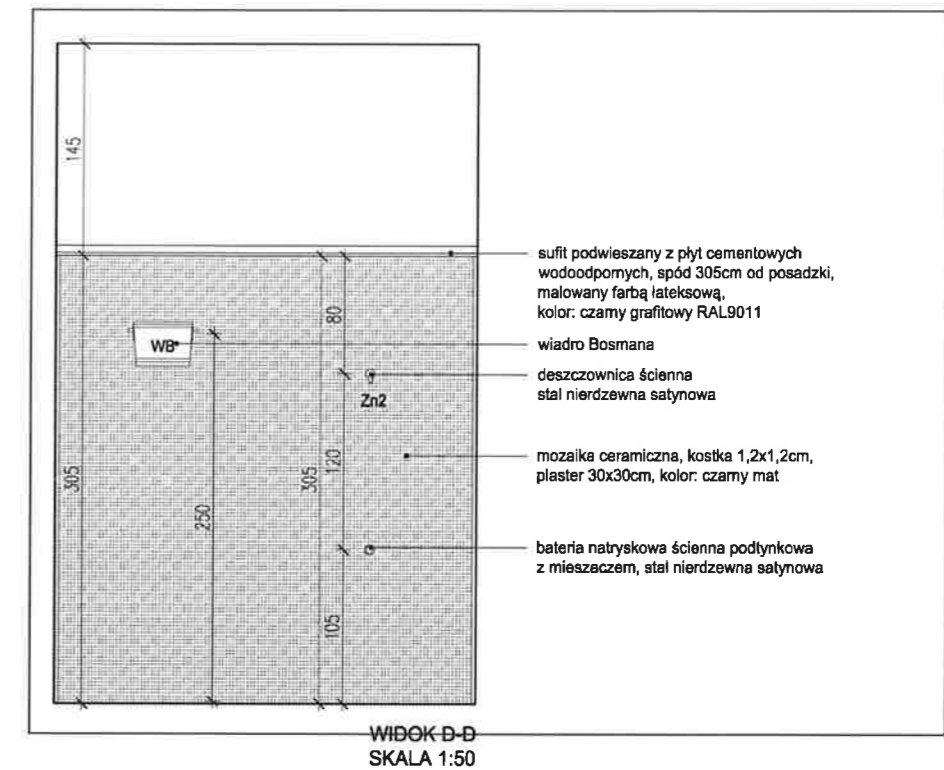 145
sufit podwieszany z płyt cementowych
wodoodpornych, spód 305cm od posadzki,
malowany farbą lateksową,
kolor: czarny grafitowy RAL9011
80
WB
wiadro Bosmana
deszczownica ścienna
stal nierdzewna satynowa
Zn2
305
250
305
120
mozaika ceramiczna, kostka 1,2x1,2cm,
plaster 30x30cm, kolor: czarny mat
bateria natryskowa ścienna podtynkowa
z mieszaczem, stal nierdzewna satynowa
105
WIDOK D-D
SKALA 1:50